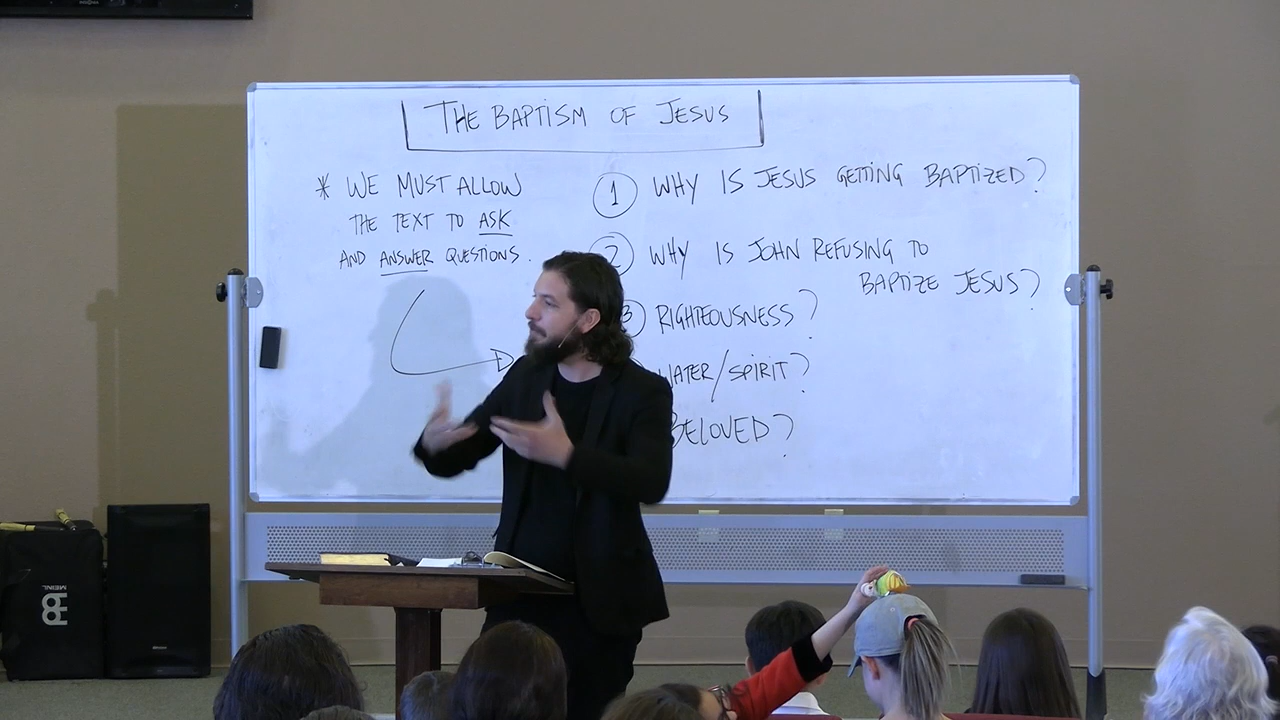 THE BAPTISM OF JESUS
* WE MUST ALLOW
THE TEXT TO ASK
AND ANSWER QUESTIONS.
1 WHY IS JESUS GETTING BAPTIZED?
2 WHY IS JOHN REFUSING TO
BAPTIZE JESUS?
3 RIGHTEOUSNESS?
WATER/SPIRIT?
BELOVED?
MEINL